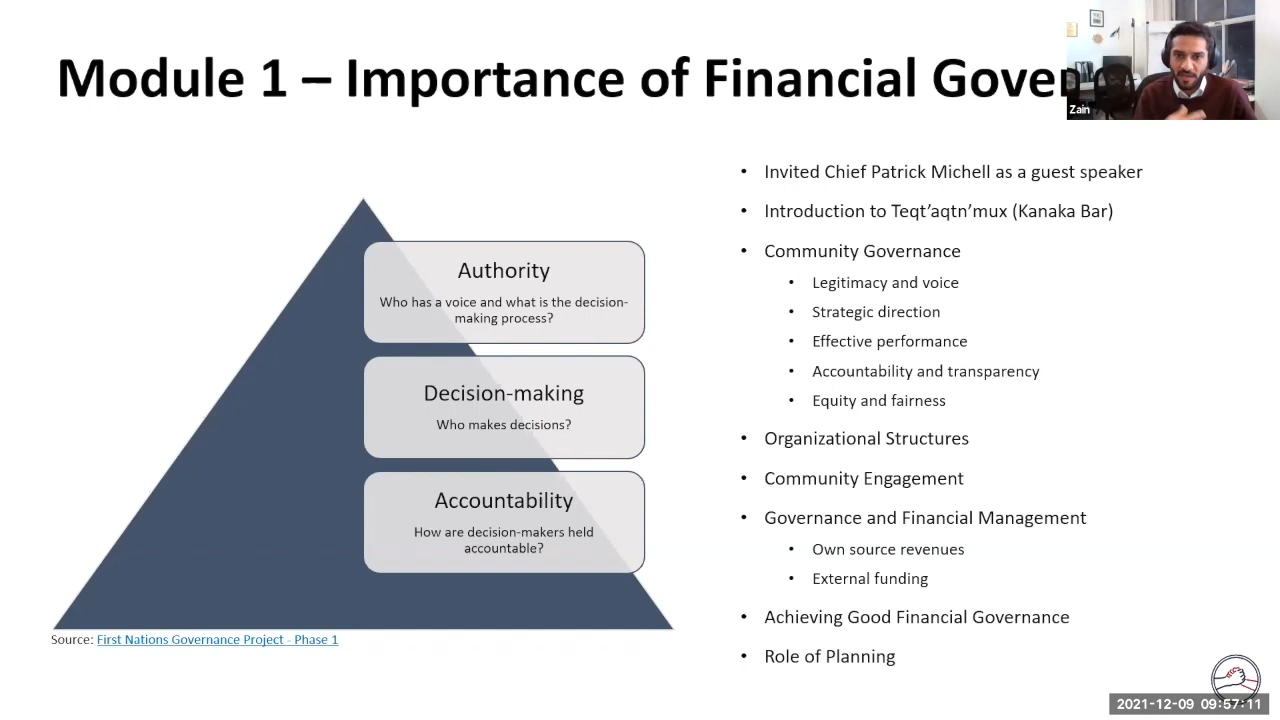 Module 1 – Importance of Financial Gover
Zain
Authority
Who has a voice and what is the decision-
making process?
Decision-making
Who makes decisions?
Accountability
How are decision-makers held
accountable?
Source: First Nations Governance Project - Phase 1
• Invited Chief Patrick Michell as a guest speaker
• Introduction to Teqt’aqtn’mux (Kanaka Bar)
• Community Governance
• Legitimacy and voice
• Strategic direction
• Effective performance
• Accountability and transparency
• Equity and fairness
• Organizational Structures
• Community Engagement
• Governance and Financial Management
• Own source revenues
• External funding
• Achieving Good Financial Governance
• Role of Planning
2021-12-09 09:57:11